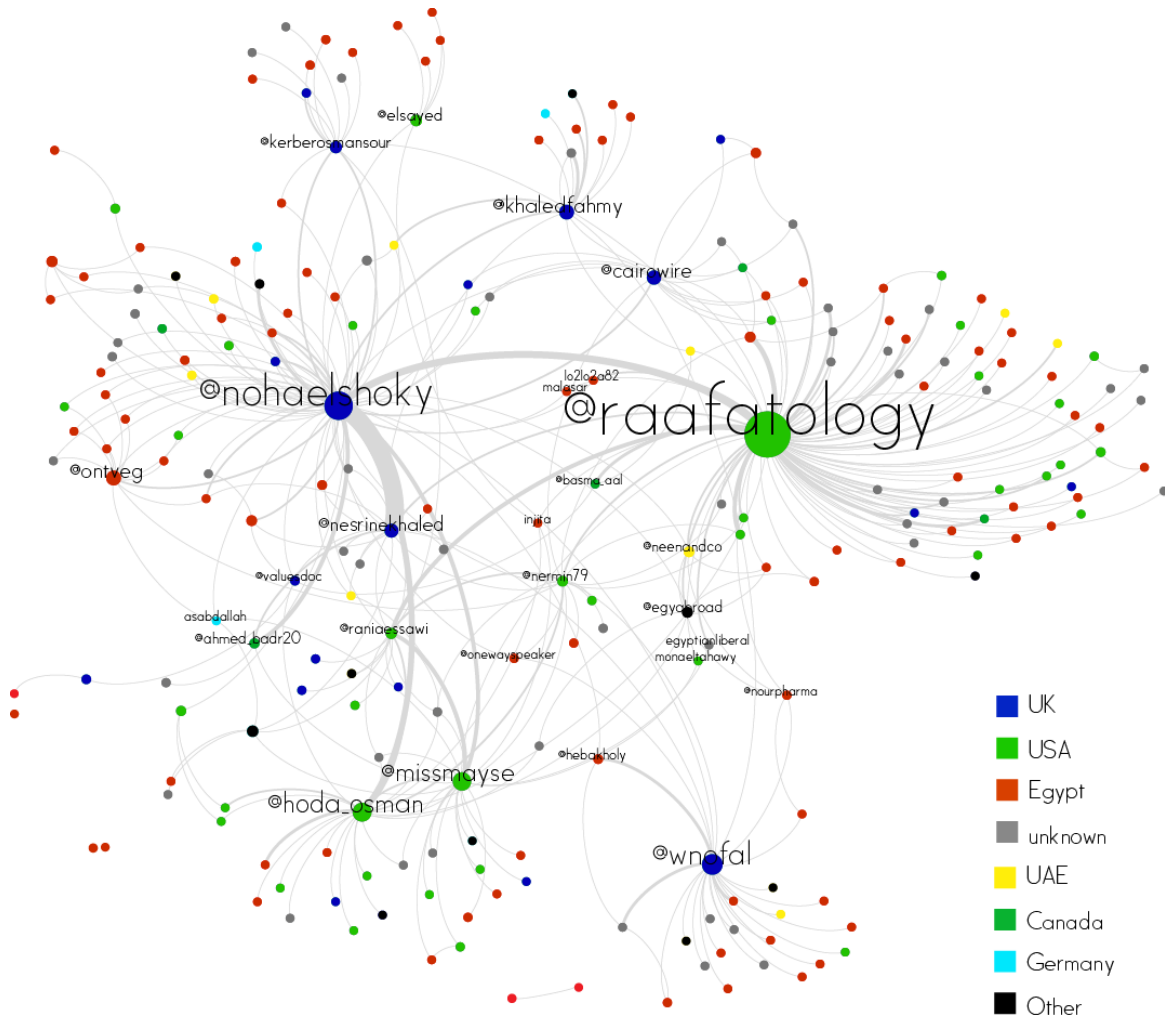 @elsayed
@kerberosmansour
@khaledfahmy
@cairowire
lo2lo2a82
malasar
@nohaelshoky
@raafatology
@ontveg
@basma_aal
injiita
@nesrinekhaled
@neenandco
@valuesdoc
@nermin79
@egyabroad
asabdallah
@raniaessawi
@ahmed_badr20
egyptianliberal
@onewayspeaker
monaeltahawy
@nourpharma
UK
USA
@hebakholy
@missmayse
Egypt
@hoda_osman
unknown
@wnofal
UAE
Canada
Germany
Other